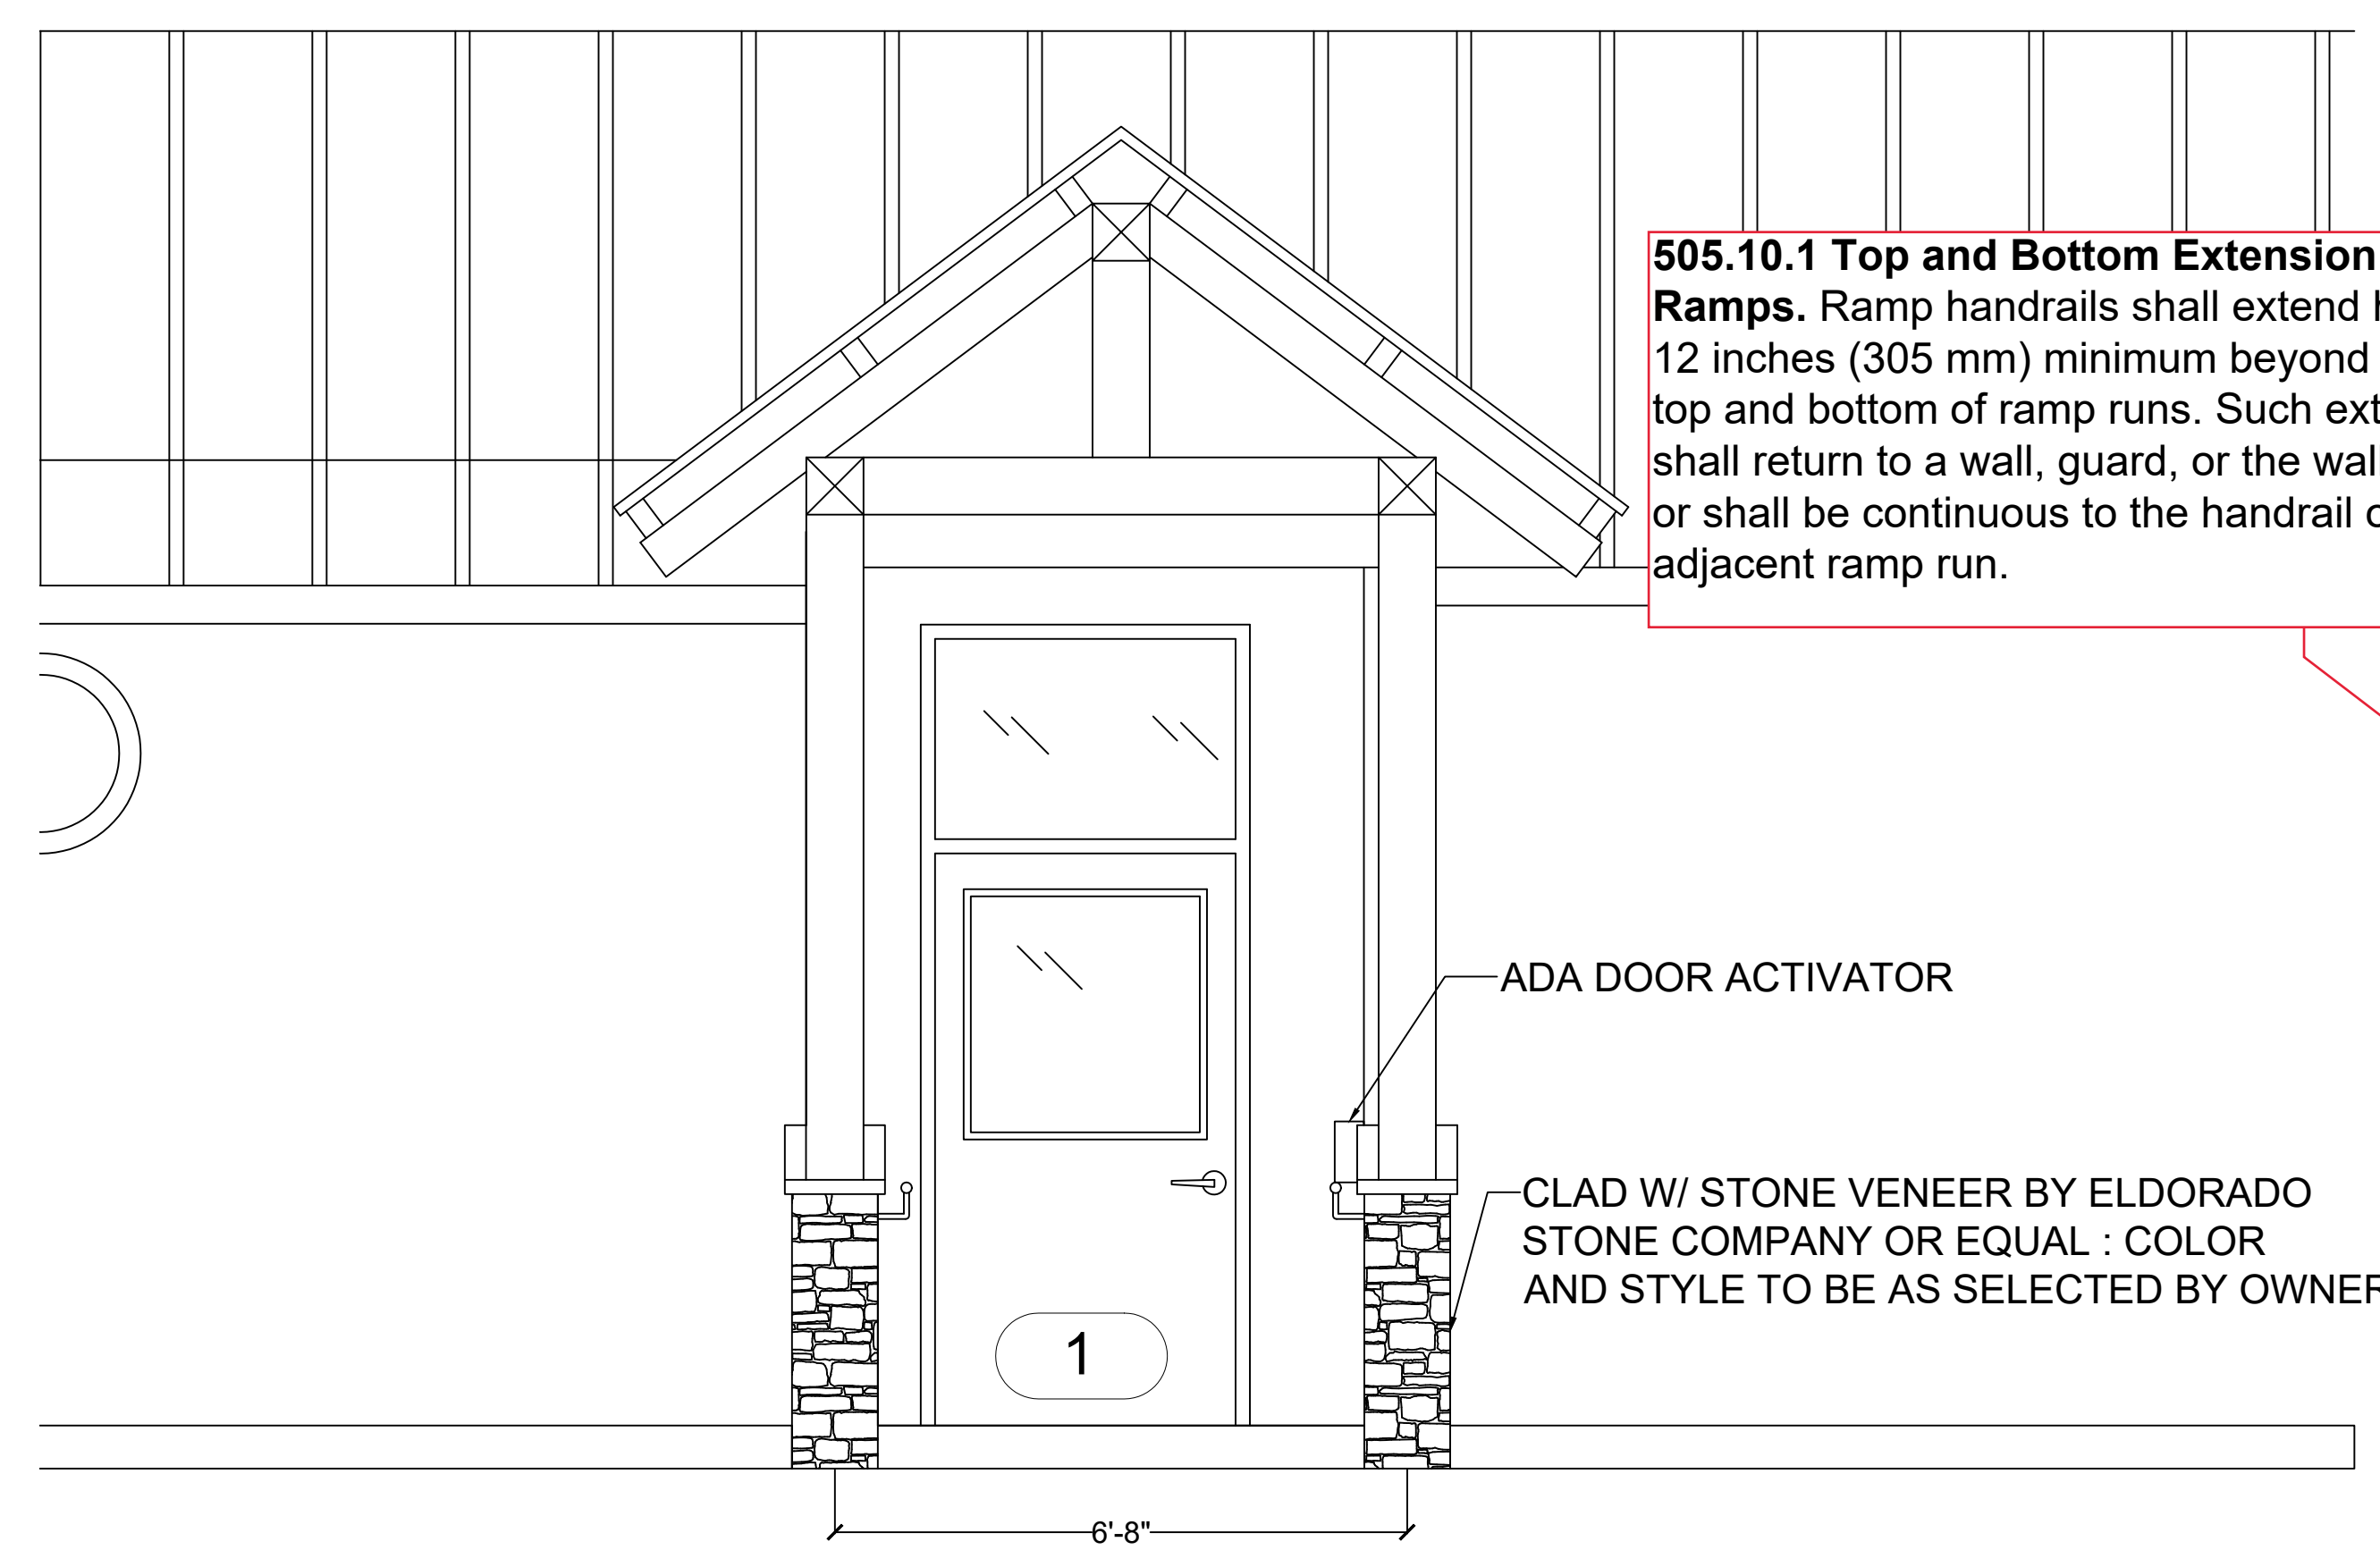 505.10.1 Top and Bottom Extension
Ramps. Ramp handrails shall extend
12 inches (305 mm) minimum beyond
top and bottom of ramp runs. Such
shall return to a wall, guard, or the
or shall be continuous to the handrail
adjacent ramp run.
ADA DOOR ACTIVATOR
CLAD W/ STONE VENEER BY ELDORADO
STONE COMPANY OR EQUAL : COLOR
AND STYLE TO BE AS SELECTED BY OWNER
1
6'-8"